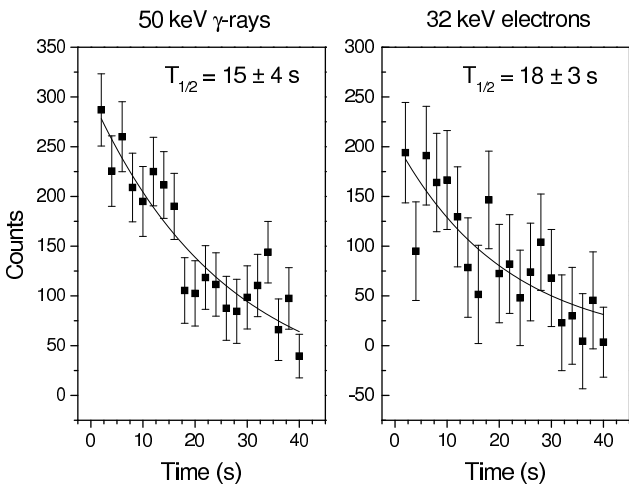 50 keV γ-rays
32 keV electrons
T1/2 = 15 ± 4 s
T1/2 = 18 ± 3 s
Counts
350
300
250
200
150
100
50
0
0 10 20 30 40
Time (s)
300
250
200
150
100
50
0
-50
0 10 20 30 40
Time (s)